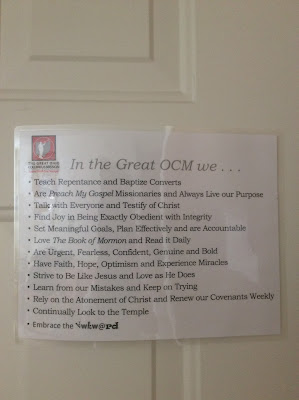 In the Great OCM we . . .
• Teach Repentance and Baptize Converts
• Are Preach My Gospel Missionaries and Always Live our Purpose
• Talk with Everyone and Testify of Christ
• Find Joy in Being Exactly Obedient with Integrity
• Set Meaningful Goals, Plan Effectively and are Accountable
• Love The Book of Mormon and Read it Daily
• Are Urgent, Fearless, Confident, Genuine and Bold
• Have Faith, Hope, Optimism and Experience Miracles
• Strive to Be Like Jesus and Love as He Does
• Learn from our Mistakes and Keep on Trying
• Rely on the Atonement of Christ and Renew our Covenants Weekly
• Continually Look to the Temple
• Embrace the